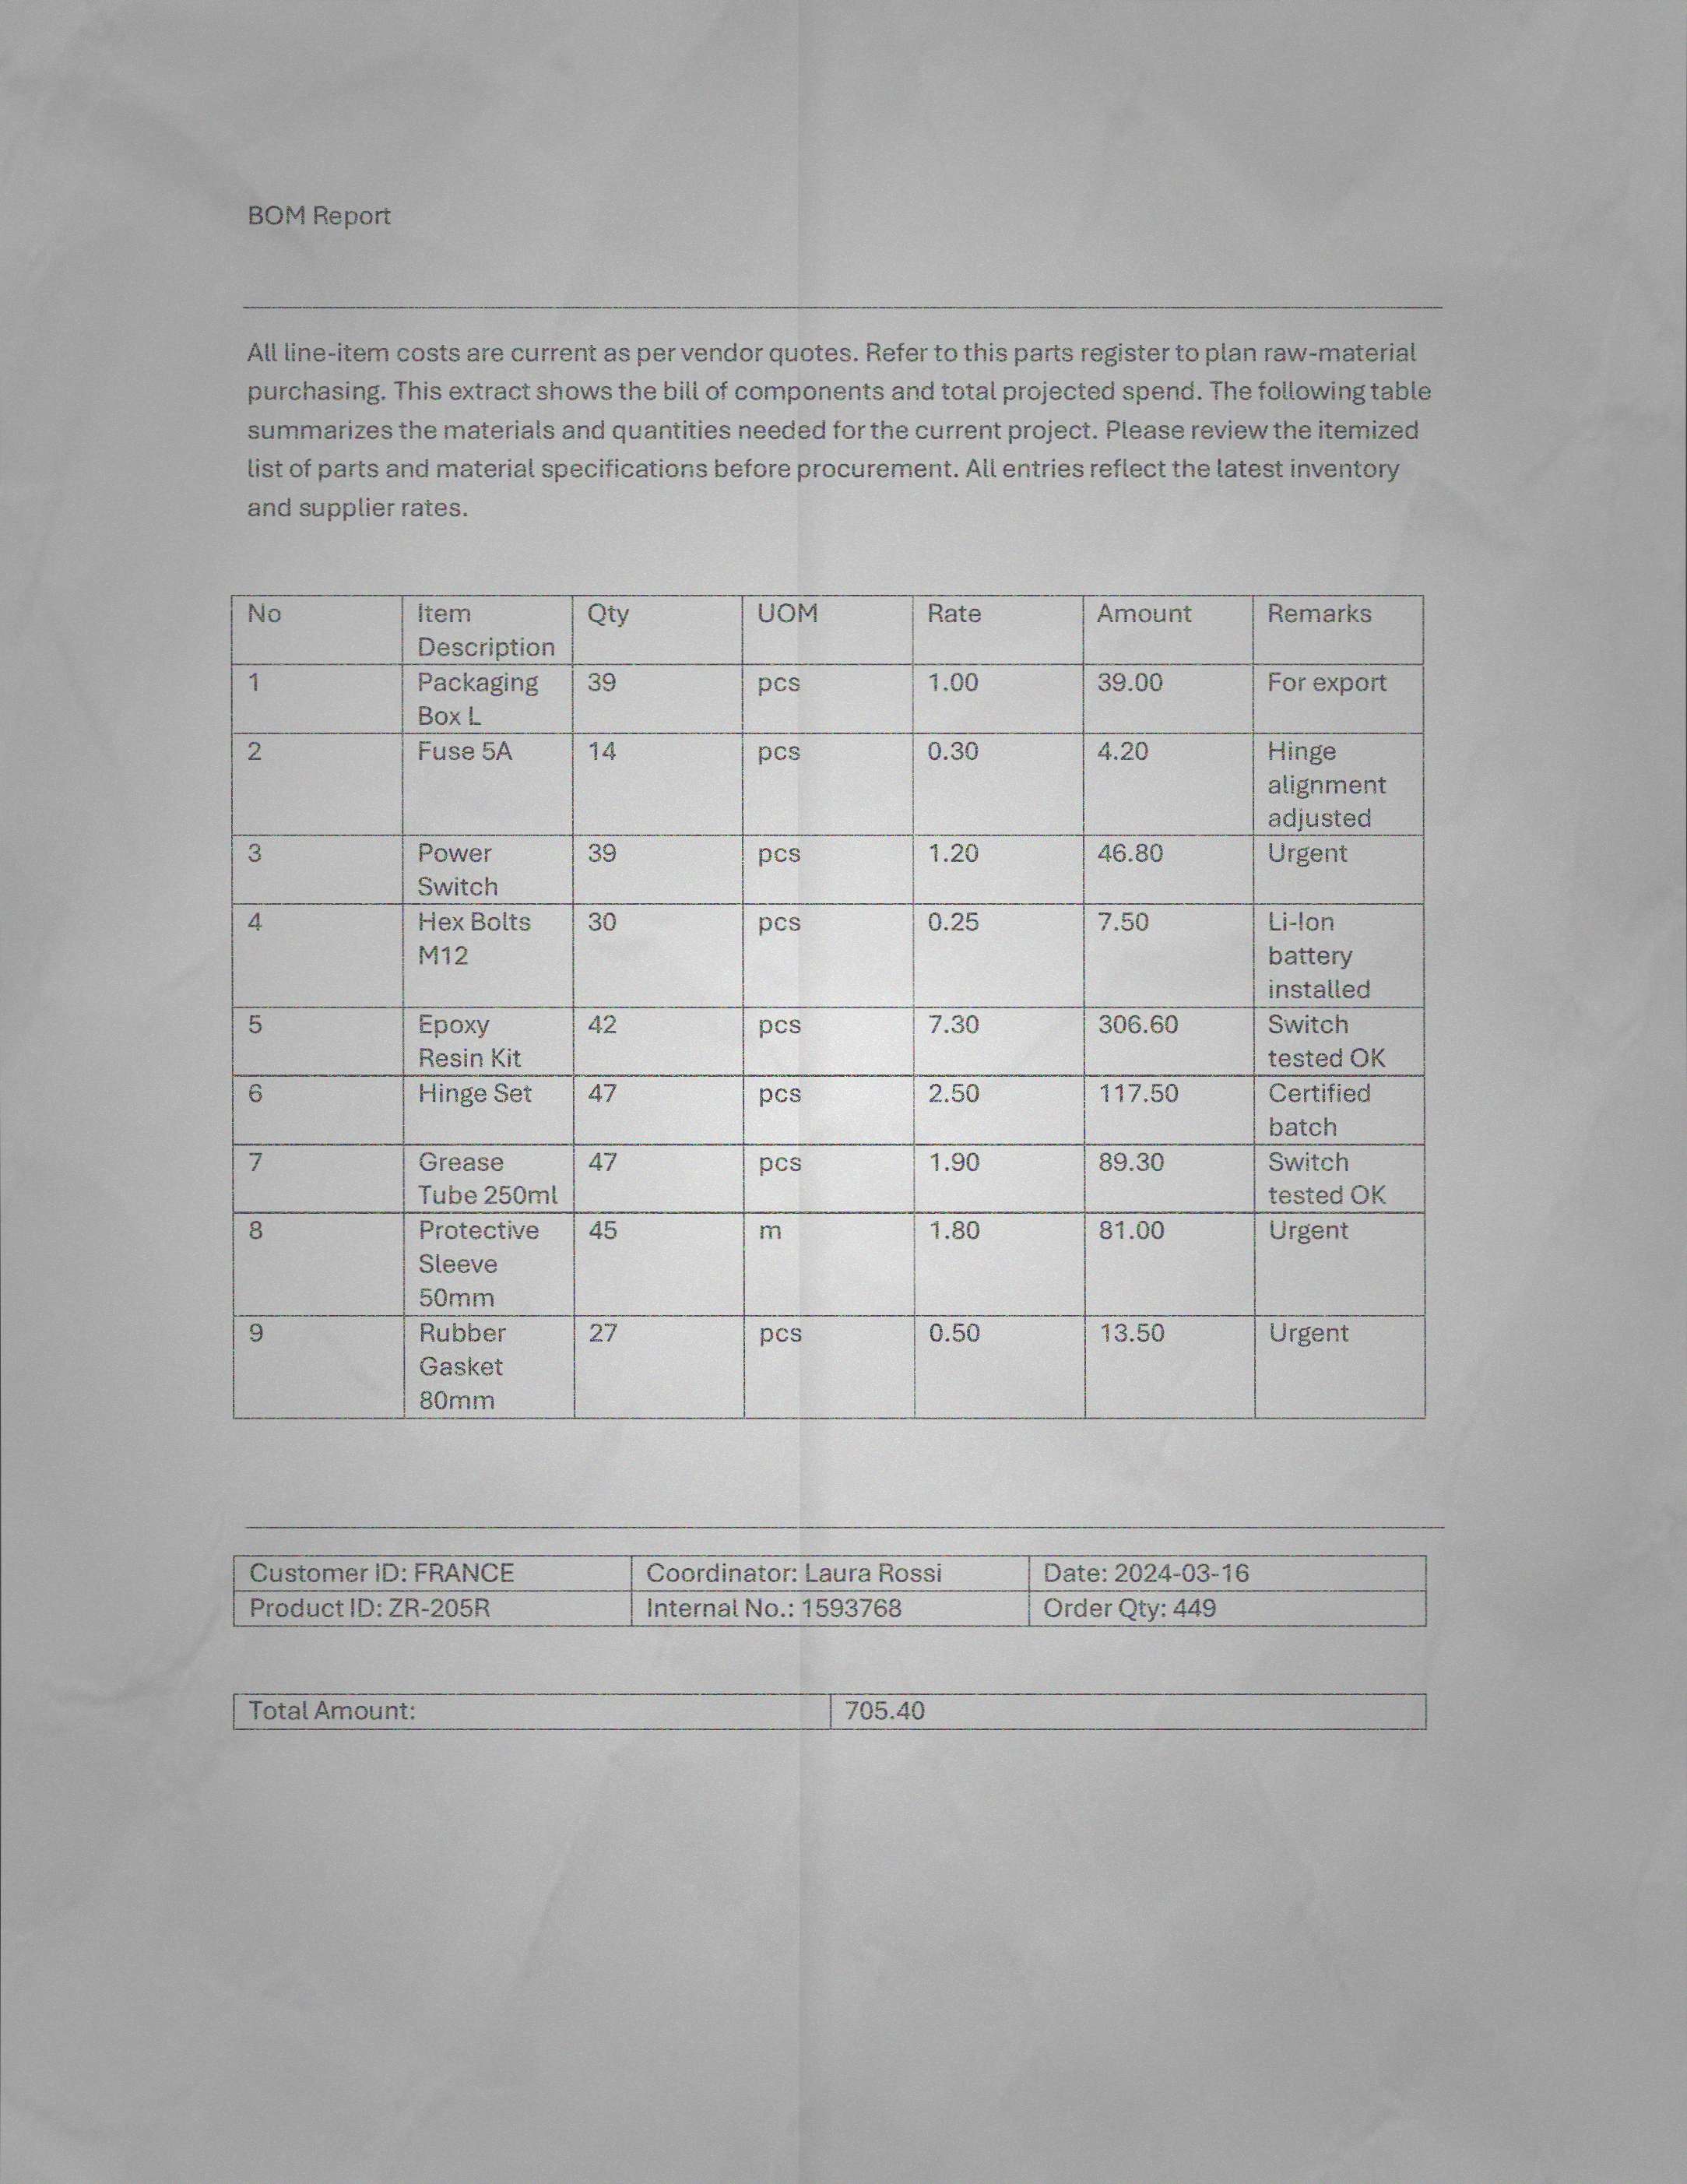 BOM Report
All line-item costs are current as per vendor quotes. Refer to this parts register to plan raw-material
purchasing. This extract shows the bill of components and total projected spend. The following table
summarizes the materials and quantities needed for the current project. Please review the itemized
list of parts and material specifications before procurement. All entries reflect the latest inventory
and supplier rates.
No Item Description Qty UOM Rate Amount Remarks
1 Packaging Box L 39 pcs 1.00 39.00 For export
2 Fuse 5A 14 pcs 0.30 4.20 Hinge alignment adjusted
3 Power Switch 39 pcs 1.20 46.80 Urgent
4 Hex Bolts M12 30 pcs 0.25 7.50 Li-Ion battery installed
5 Epoxy Resin Kit 42 pcs 7.30 306.60 Switch tested OK
6 Hinge Set 47 pcs 2.50 117.50 Certified batch
7 Grease Tube 250ml 47 pcs 1.90 89.30 Switch tested OK
8 Protective Sleeve 50mm 45 m 1.80 81.00 Urgent
9 Rubber Gasket 80mm 27 pcs 0.50 13.50 Urgent
Customer ID: FRANCE Coordinator: Laura Rossi Date: 2024-03-16
Product ID: ZR-205R Internal No.: 1593768 Order Qty: 449
Total Amount: 705.40